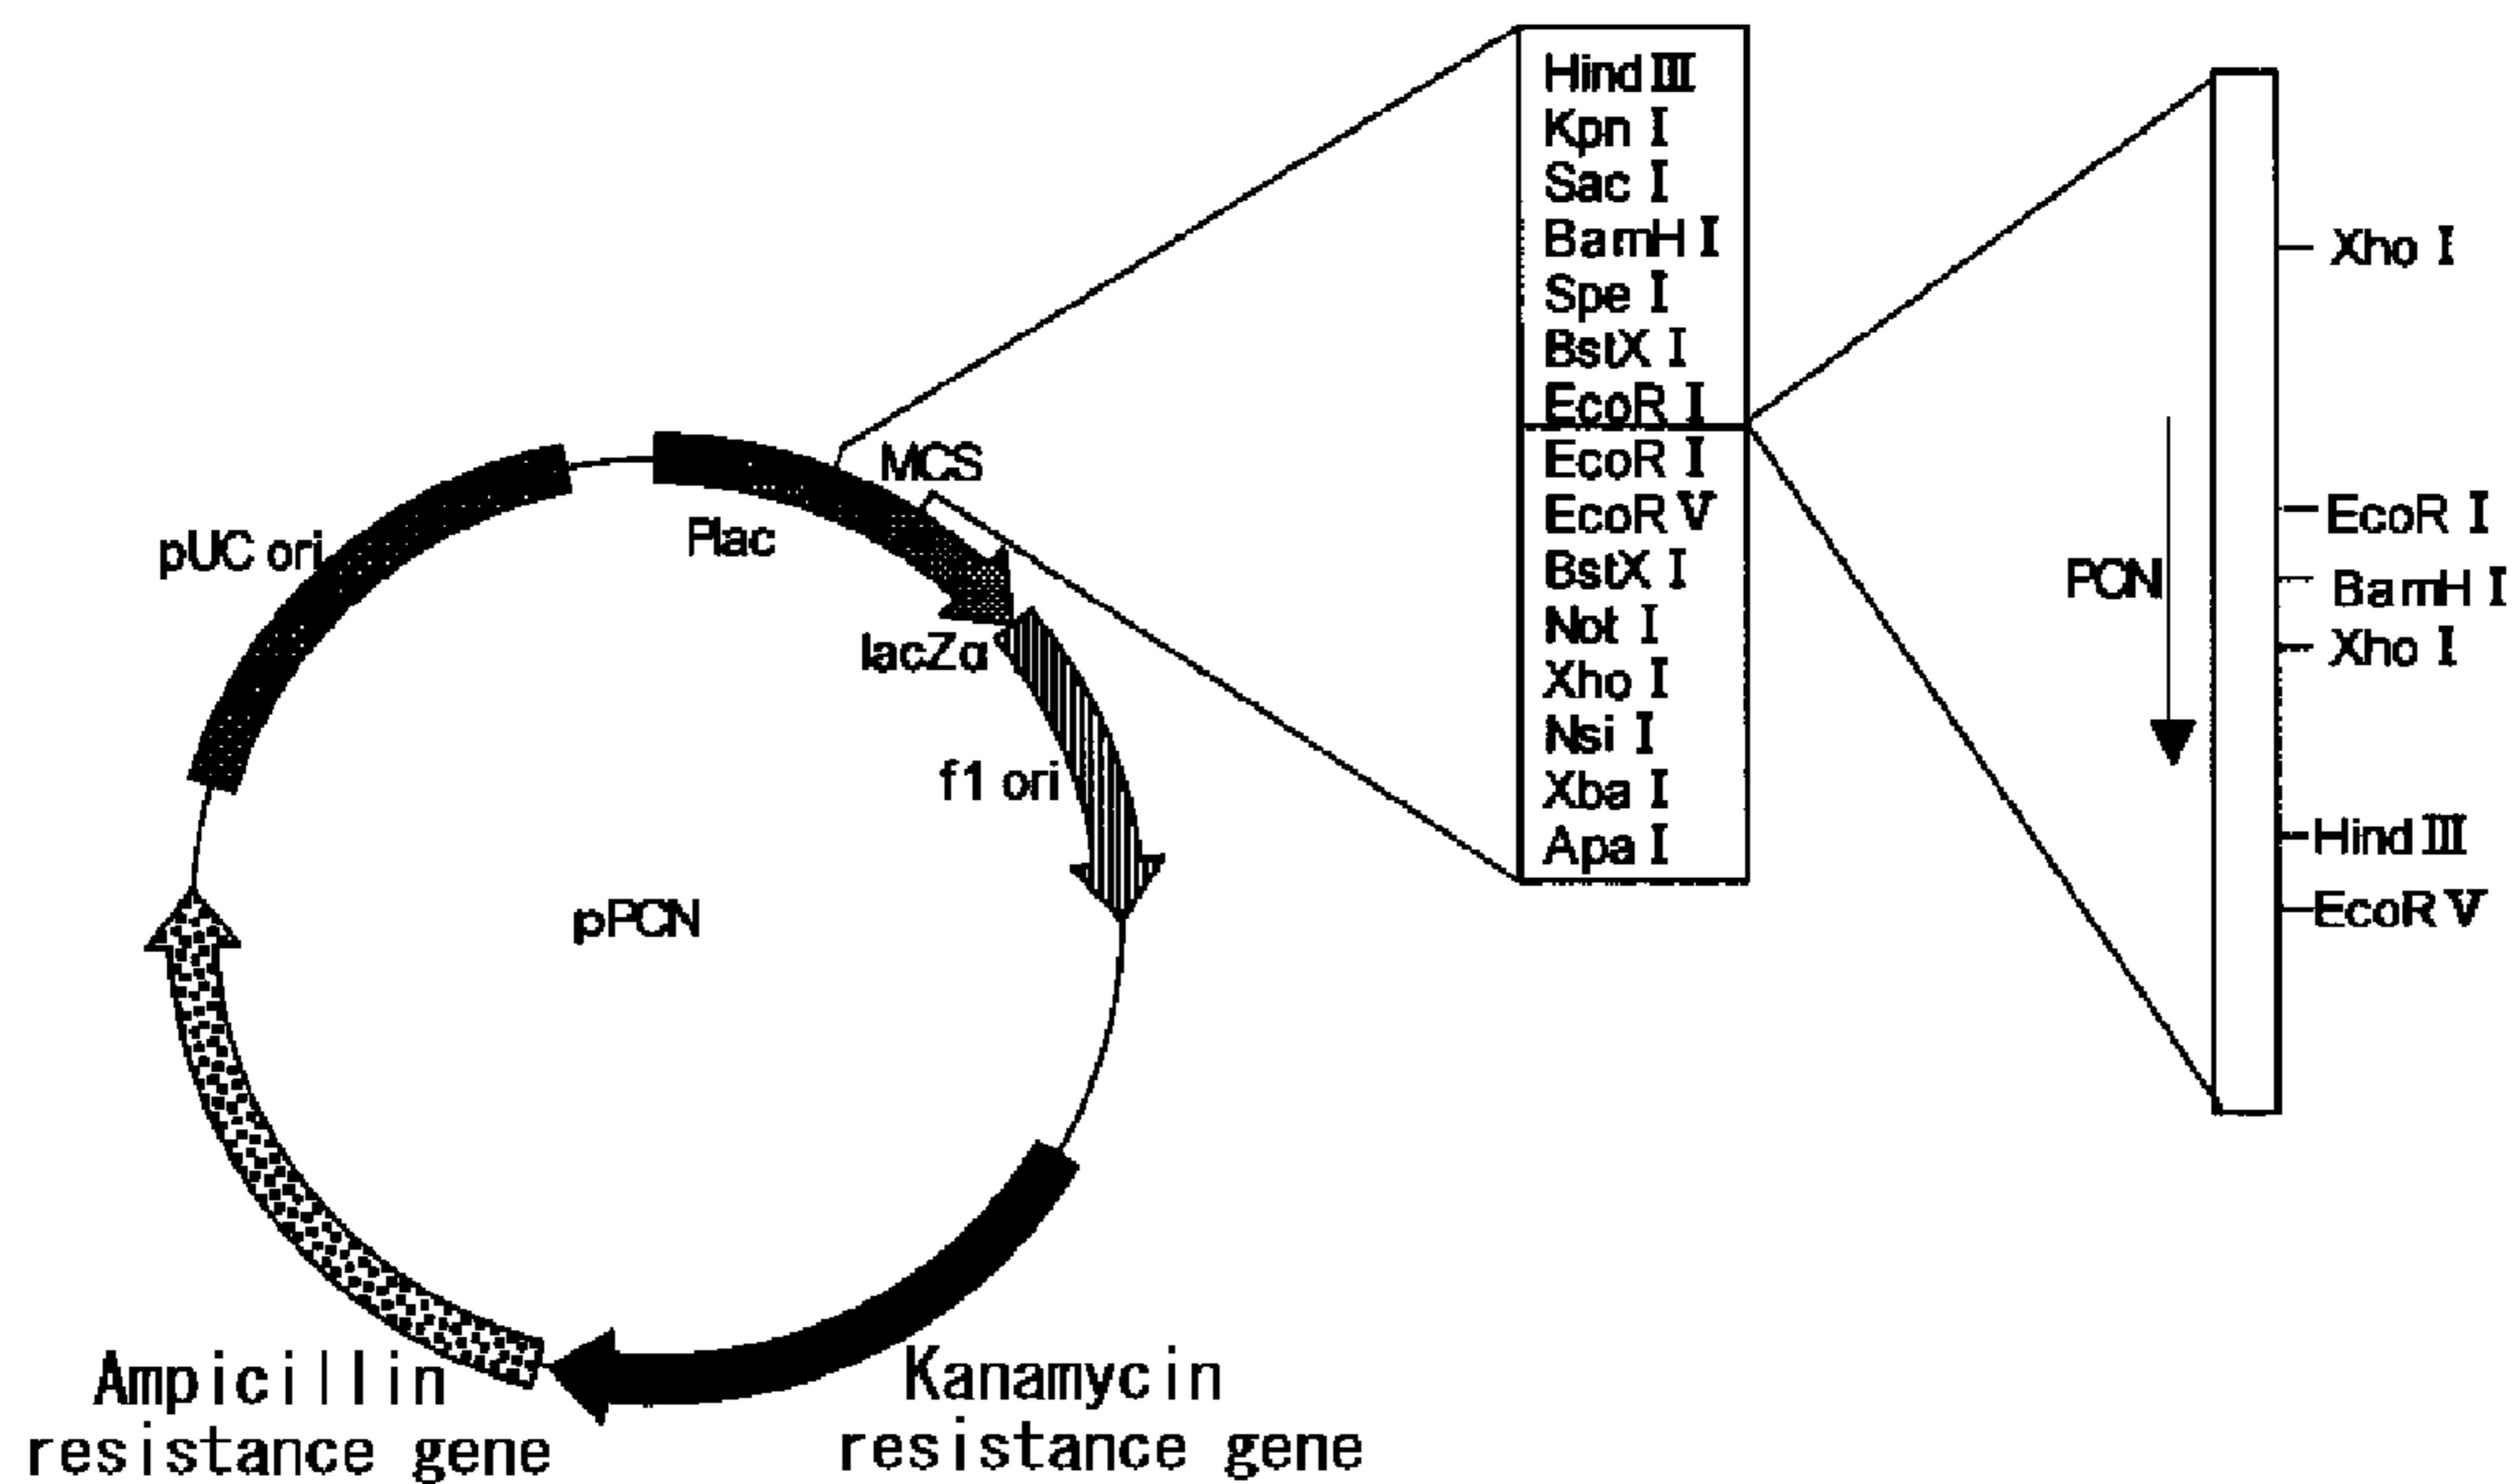 pUC ori
Plac
MCS
lacZα
f1 ori
pPCN
Ampicillin
resistance gene
Kanamycin
resistance gene
Hind III
Kpn I
Sac I
BamH I
Spe I
BstX I
EcoR I
EcoR I
EcoR V
BstX I
Not I
Xho I
Nsi I
Xba I
Apa I
PCN
Xho I
EcoR I
BamH I
Xho I
Hind III
EcoR V